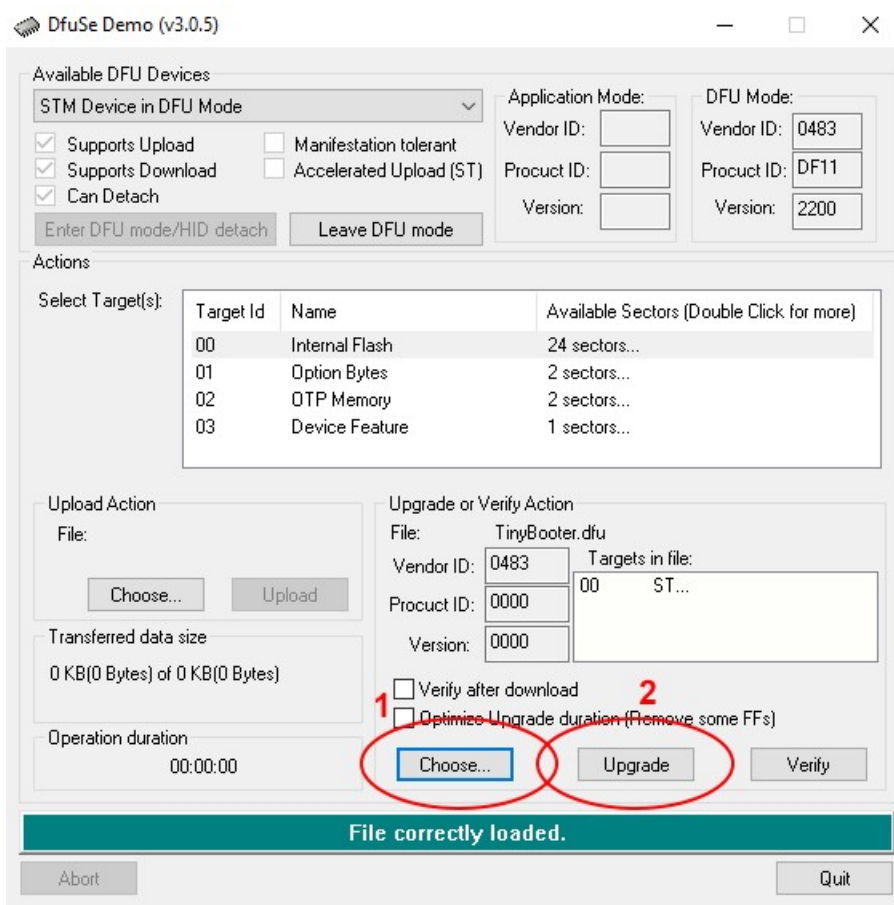 DfuSe Demo (v3.0.5)
Available DFU Devices
STM Device in DFU Mode
Supports Upload
Manifestation tolerant
Supports Download
Accelerated Upload (ST)
Can Detach
Enter DFU mode/HID detach
Leave DFU mode
Application Mode:
Vendor ID:
Procuct ID:
Version:
DFU Mode:
Vendor ID: 0483
Procuct ID: DF11
Version: 2200
Actions
Select Target(s):
Target Id Name Available Sectors (Double Click for more)
00 Internal Flash 24 sectors...
01 Option Bytes 2 sectors...
02 OTP Memory 2 sectors...
03 Device Feature 1 sectors...
Upload Action
File:
Choose... Upload
Transferred data size
0 KB(0 Bytes) of 0 KB(0 Bytes)
Operation duration
00:00:00
Upgrade or Verify Action
File: TinyBooter.dfu
Vendor ID: 0483
Procuct ID: 0000
Version: 0000
Targets in file:
00 ST...
Verify after download
1 2
Optimize Upgrade duration (Remove some FFs)
Choose... Upgrade Verify
File correctly loaded.
Abort Quit